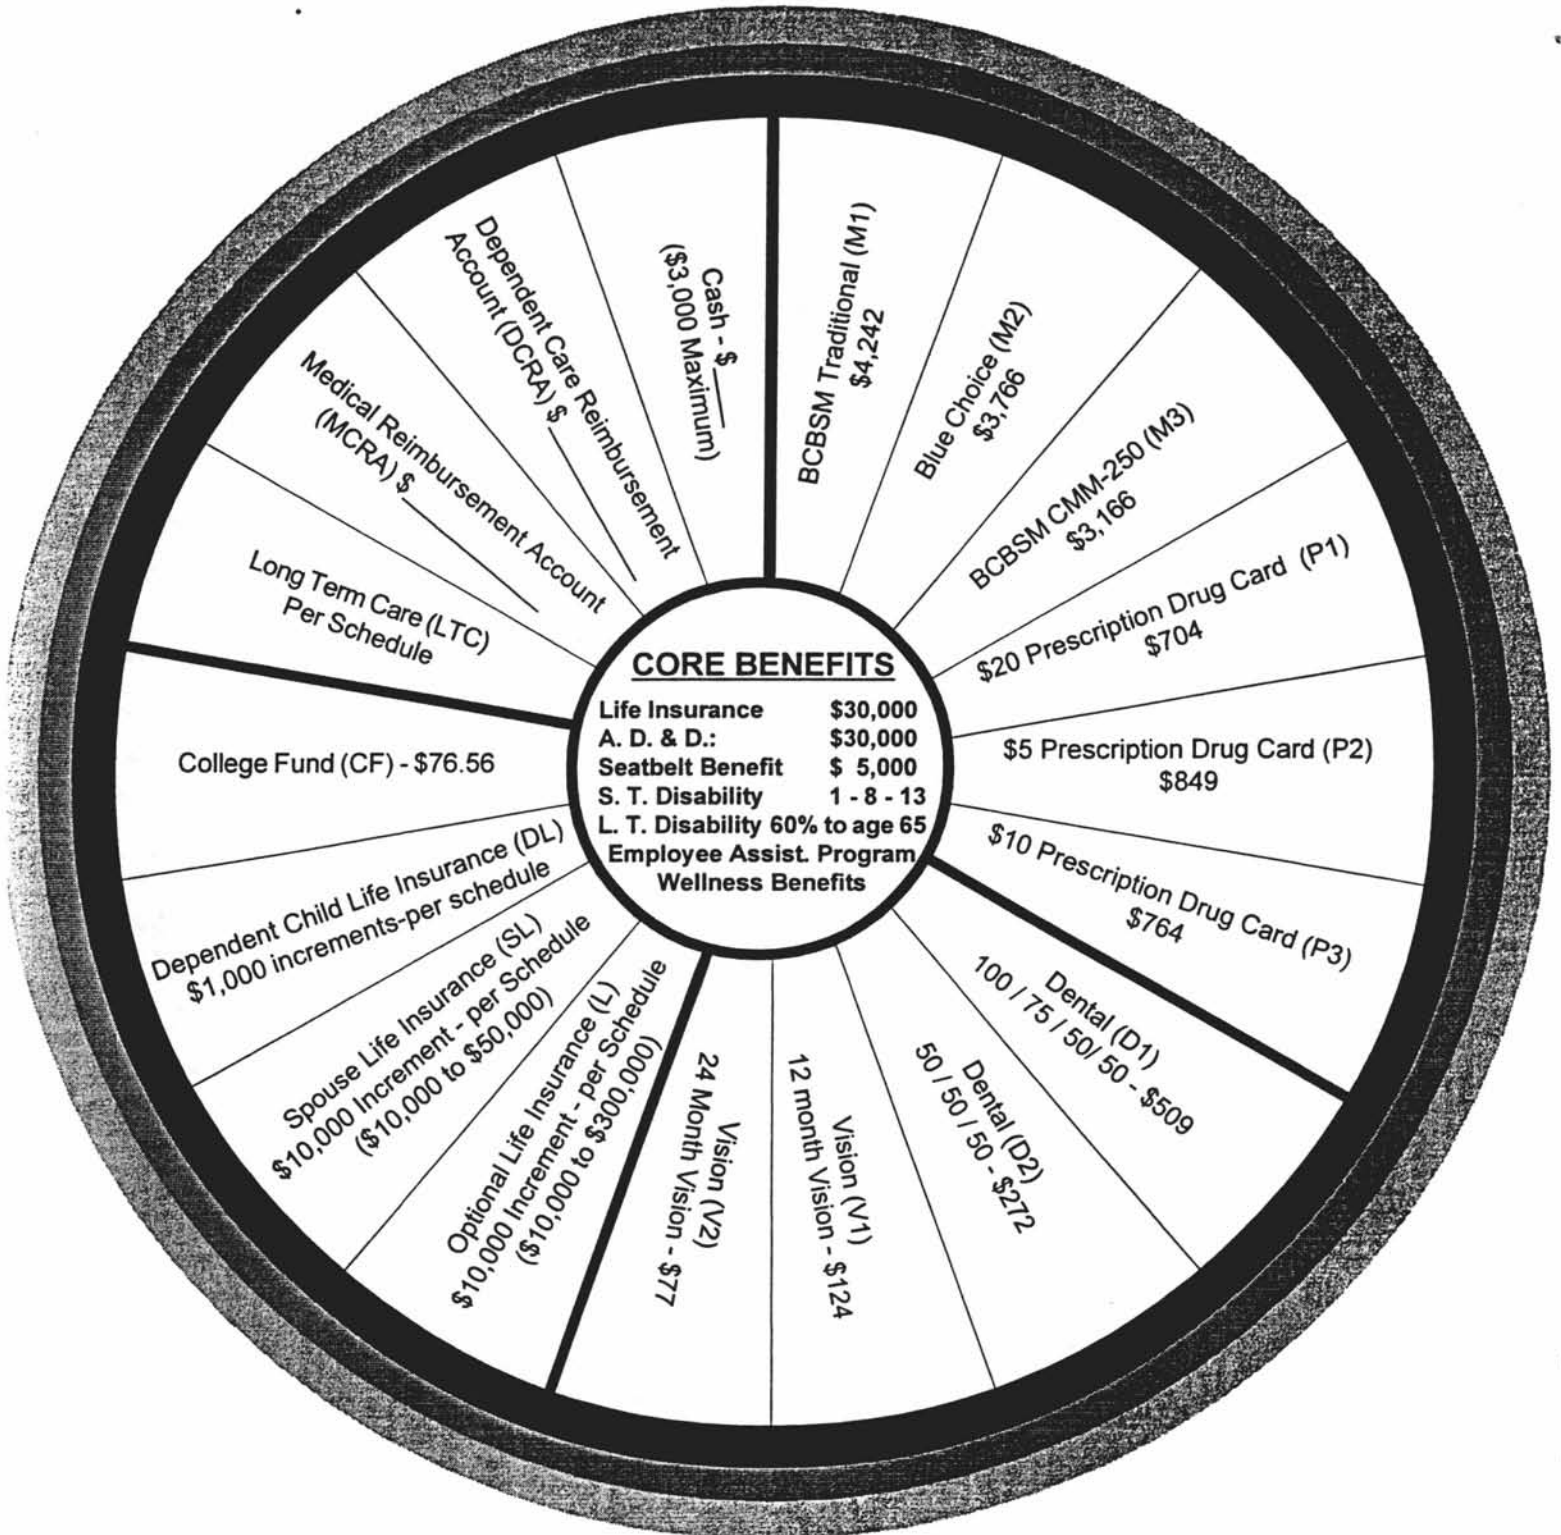 BCBSM Traditional (M1)
$4,242
Blue Choice (M2)
$3,766
BCBSM CMM-250 (M3)
$3,166
$20 Prescription Drug Card (P1)
$704
$5 Prescription Drug Card (P2)
$849
$10 Prescription Drug Card (P3)
$764
Dental (D1)
100 / 75 / 50/ 50 - $509
Dental (D2)
50 / 50 / 50 - $272
Vision (V1)
12 month Vision - $124
Vision (V2)
24 Month Vision - $77
Optional Life Insurance (L)
$10,000 Increment - per Schedule
($10,000 to $300,000)
Spouse Life Insurance (SL)
$10,000 Increment - per Schedule
($10,000 to $50,000)
Dependent Child Life Insurance (DL)
$1,000 increments-per schedule
College Fund (CF) - $76.56
Long Term Care (LTC)
Per Schedule
Medical Reimbursement Account
(MCRA) $
Dependent Care Reimbursement
Account (DCRA) $
Cash - $
($3,000 Maximum)
CORE BENEFITS
Life Insurance $30,000
A. D. & D.: $30,000
Seatbelt Benefit $ 5,000
S. T. Disability 1 - 8 - 13
L. T. Disability 60% to age 65
Employee Assist. Program
Wellness Benefits